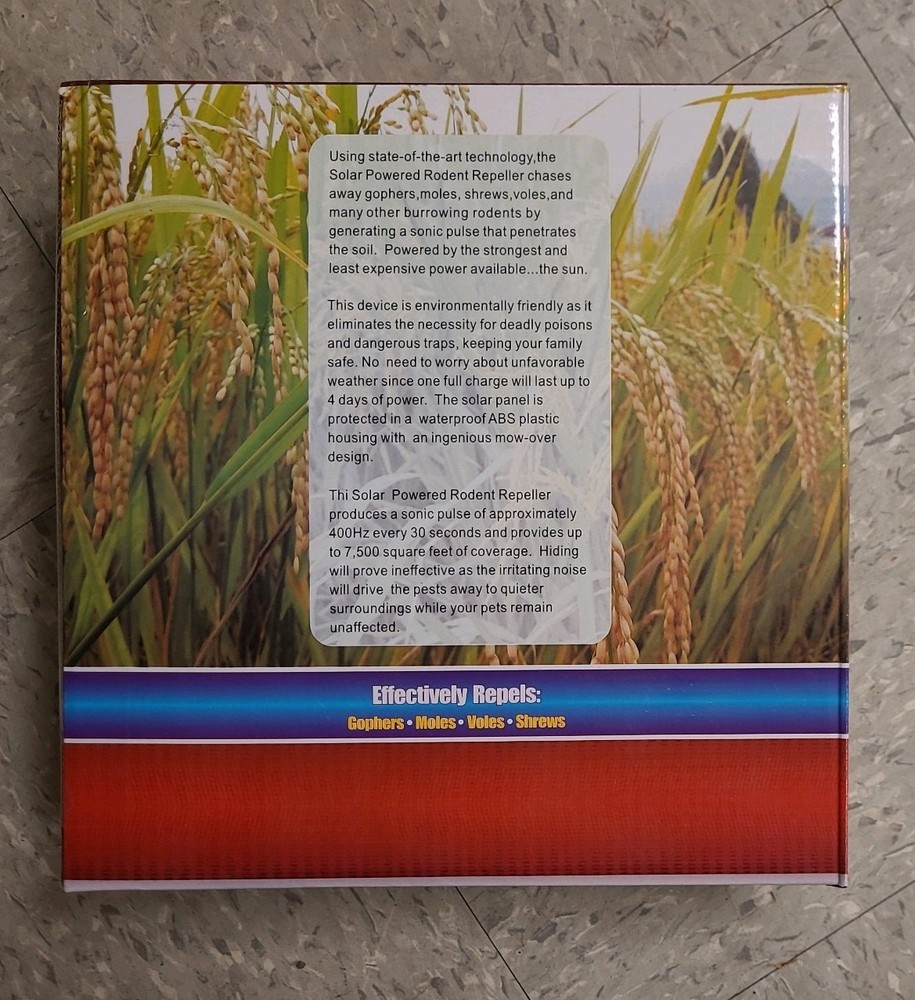 Using state-of-the-art technology,the
Solar Powered Rodent Repeller chases
away gophers,moles, shrews,voles,and
many other burrowing rodents by
generating a sonic pulse that penetrates
the soil.  Powered by the strongest and
least expensive power available...the sun.
This device is environmentally friendly as it
eliminates the necessity for deadly poisons
and dangerous traps, keeping your family
safe. No  need to worry about unfavorable
weather since one full charge will last up to
4 days of power.  The solar panel is
protected in a  waterproof ABS plastic
housing with  an ingenious mow-over
design.
Thi Solar  Powered Rodent Repeller
produces a sonic pulse of approximately
400Hz every 30 seconds and provides up
to 7,500 square feet of coverage.  Hiding
will prove ineffective as the irritating noise
will drive  the pests away to quieter
surroundings while your pets remain
unaffected.
Effectively Repels:
Gophers • Moles • Voles • Shrews